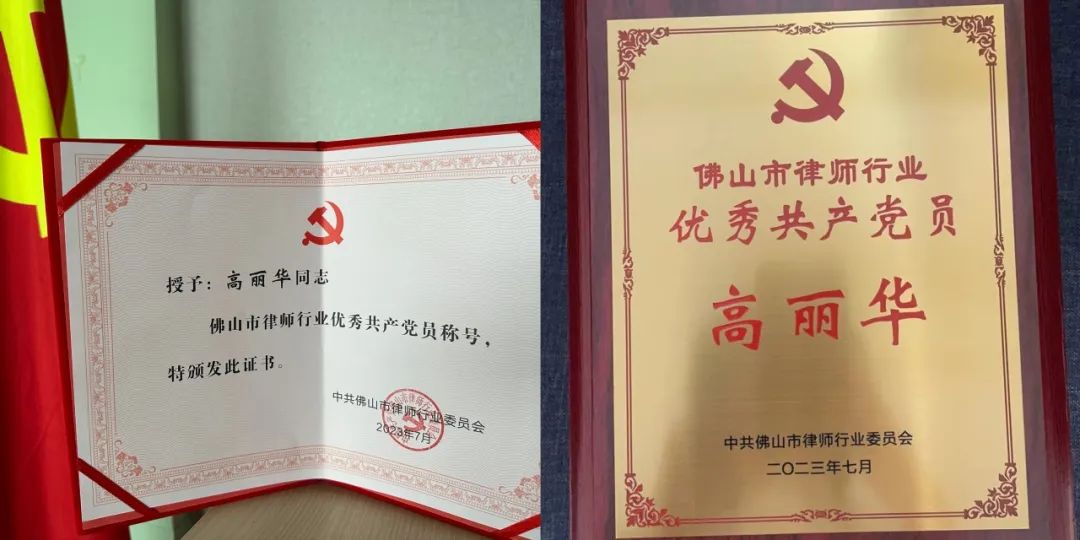 授予：高丽华同志
佛山市律师行业优秀共产党员称号，
特颁发此证书。
中共佛山市律师行业委员会
2023年7月
佛山市律师行业
优秀共产党员
高丽华
中共佛山市律师行业委员会
二〇二三年七月